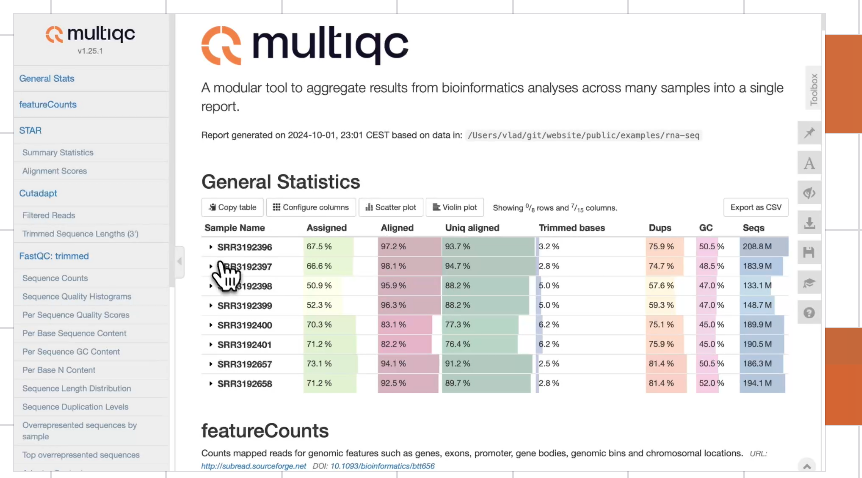 multiqc
v1.25.1
General Stats
featureCounts
STAR
Summary Statistics
Alignment Scores
Cutadapt
Filtered Reads
Trimmed Sequence Lengths (3')
FastQC: trimmed
Sequence Counts
Sequence Quality Histograms
Per Sequence Quality Scores
Per Base Sequence Content
Per Sequence GC Content
Per Base N Content
Sequence Length Distribution
Sequence Duplication Levels
Overrepresented sequences by
sample
Top overrepresented sequences
multiqc
A modular tool to aggregate results from bioinformatics analyses across many samples into a single
report.
Report generated on 2024-10-01, 23:01 CEST based on data in: /Users/vlad/git/website/public/examples/rna-seq
General Statistics
Copy table Configure columns Scatter plot Violin plot Showing 0/8 rows and 7/15 columns. Export as CSV
Sample Name Assigned Aligned Uniq aligned Trimmed bases Dups GC Seqs
SRR3192396 67.5 % 97.2 % 93.7 % 3.2 % 75.9 % 50.5 % 208.8 M
SRR3192397 66.6 % 98.1 % 94.7 % 2.8 % 74.7 % 48.5 % 183.9 M
SRR3192398 50.9 % 95.9 % 88.2 % 5.0 % 57.6 % 47.0 % 133.1 M
SRR3192399 52.3 % 96.3 % 88.2 % 5.0 % 59.3 % 47.0 % 148.7 M
SRR3192400 70.3 % 83.1 % 77.3 % 6.2 % 75.1 % 45.0 % 189.9 M
SRR3192401 71.2 % 82.2 % 76.4 % 6.2 % 75.9 % 45.0 % 190.5 M
SRR3192657 73.1 % 94.1 % 91.2 % 2.5 % 81.4 % 50.5 % 186.3 M
SRR3192658 71.2 % 92.5 % 89.7 % 2.8 % 81.4 % 52.0 % 194.1 M
featureCounts
Counts mapped reads for genomic features such as genes, exons, promoter, gene bodies, genomic bins and chromosomal locations. URL:
http://subread.sourceforge.net DOI: 10.1093/bioinformatics/btt656
Toolbox
A